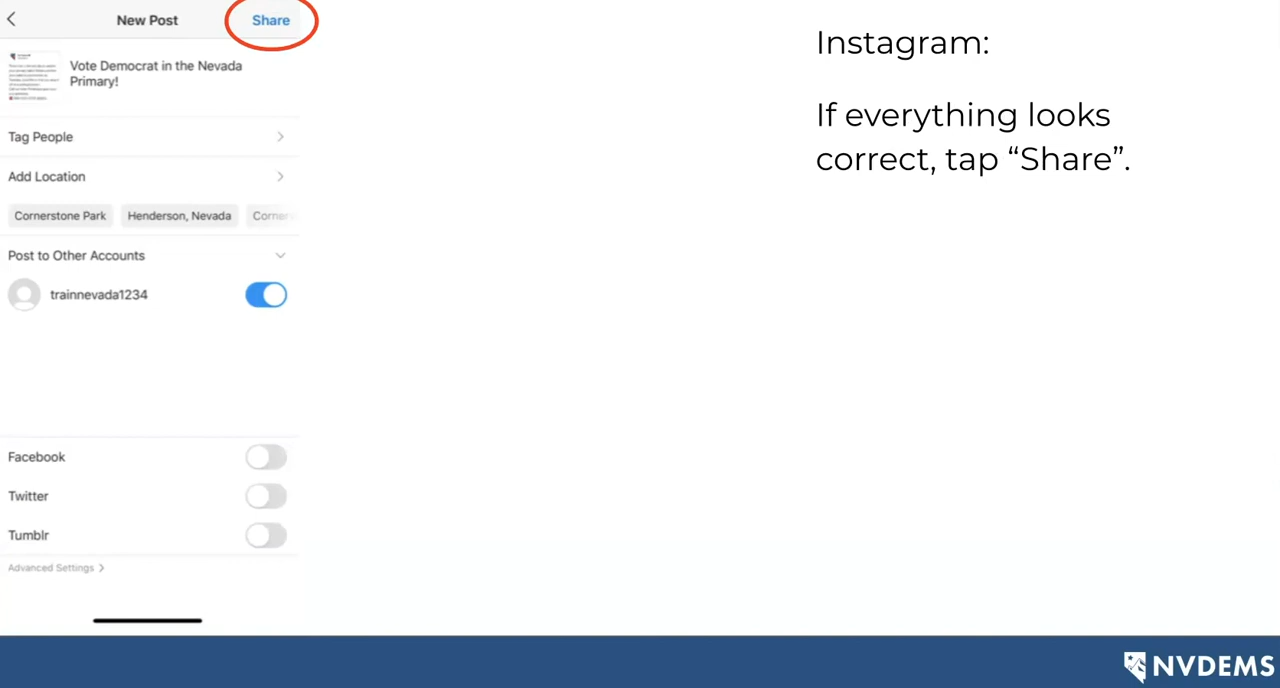 New Post
Share
Vote Democrat in the Nevada
Primary!
Tag People
Add Location
Cornerstone Park
Henderson, Nevada
Post to Other Accounts
trainnevada1234
Facebook
Twitter
Tumblr
Advanced Settings
Instagram:
If everything looks
correct, tap “Share”.
NVDEMS